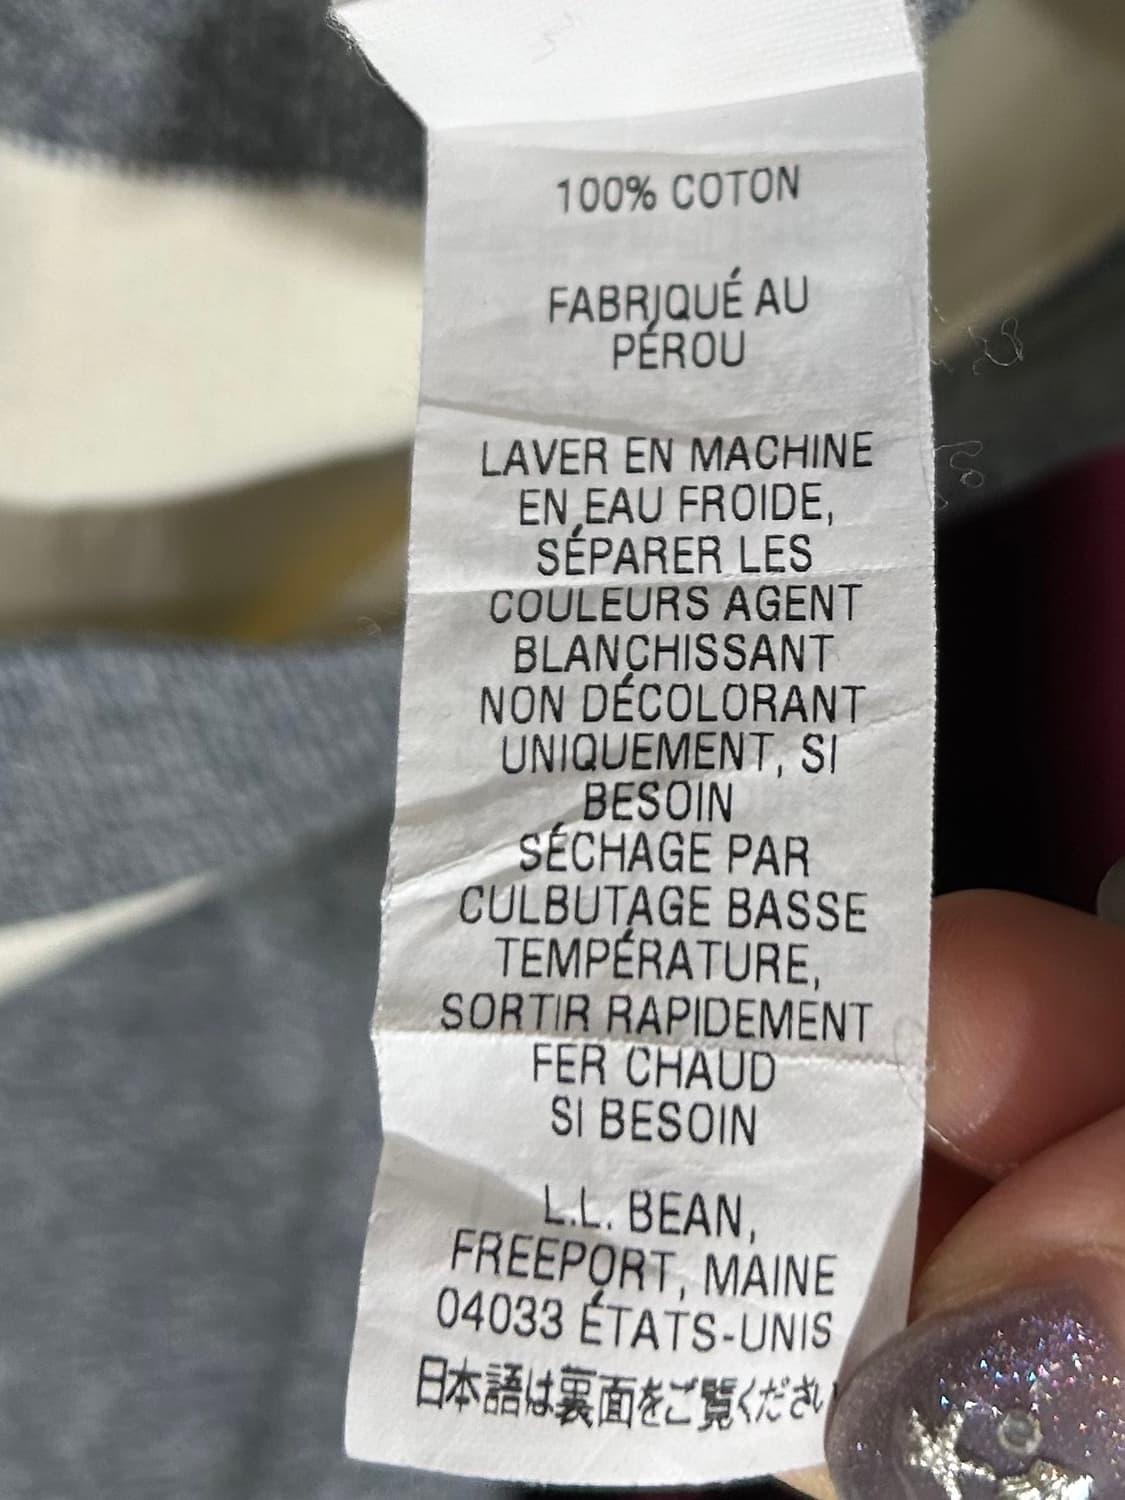 100% COTON
FABRIQUÉ AU
PÉROU
LAVER EN MACHINE
EN EAU FROIDE,
SÉPARER LES
COULEURS AGENT
BLANCHISSANT
NON DÉCOLORANT
UNIQUEMENT, SI
BESOIN
SÉCHAGE PAR
CULBUTAGE BASSE
TEMPÉRATURE,
SORTIR RAPIDEMENT
FER CHAUD
SI BESOIN
L.L. BEAN,
FREEPORT, MAINE
04033 ÉTATS-UNIS
日本語は裏面をご覧ください